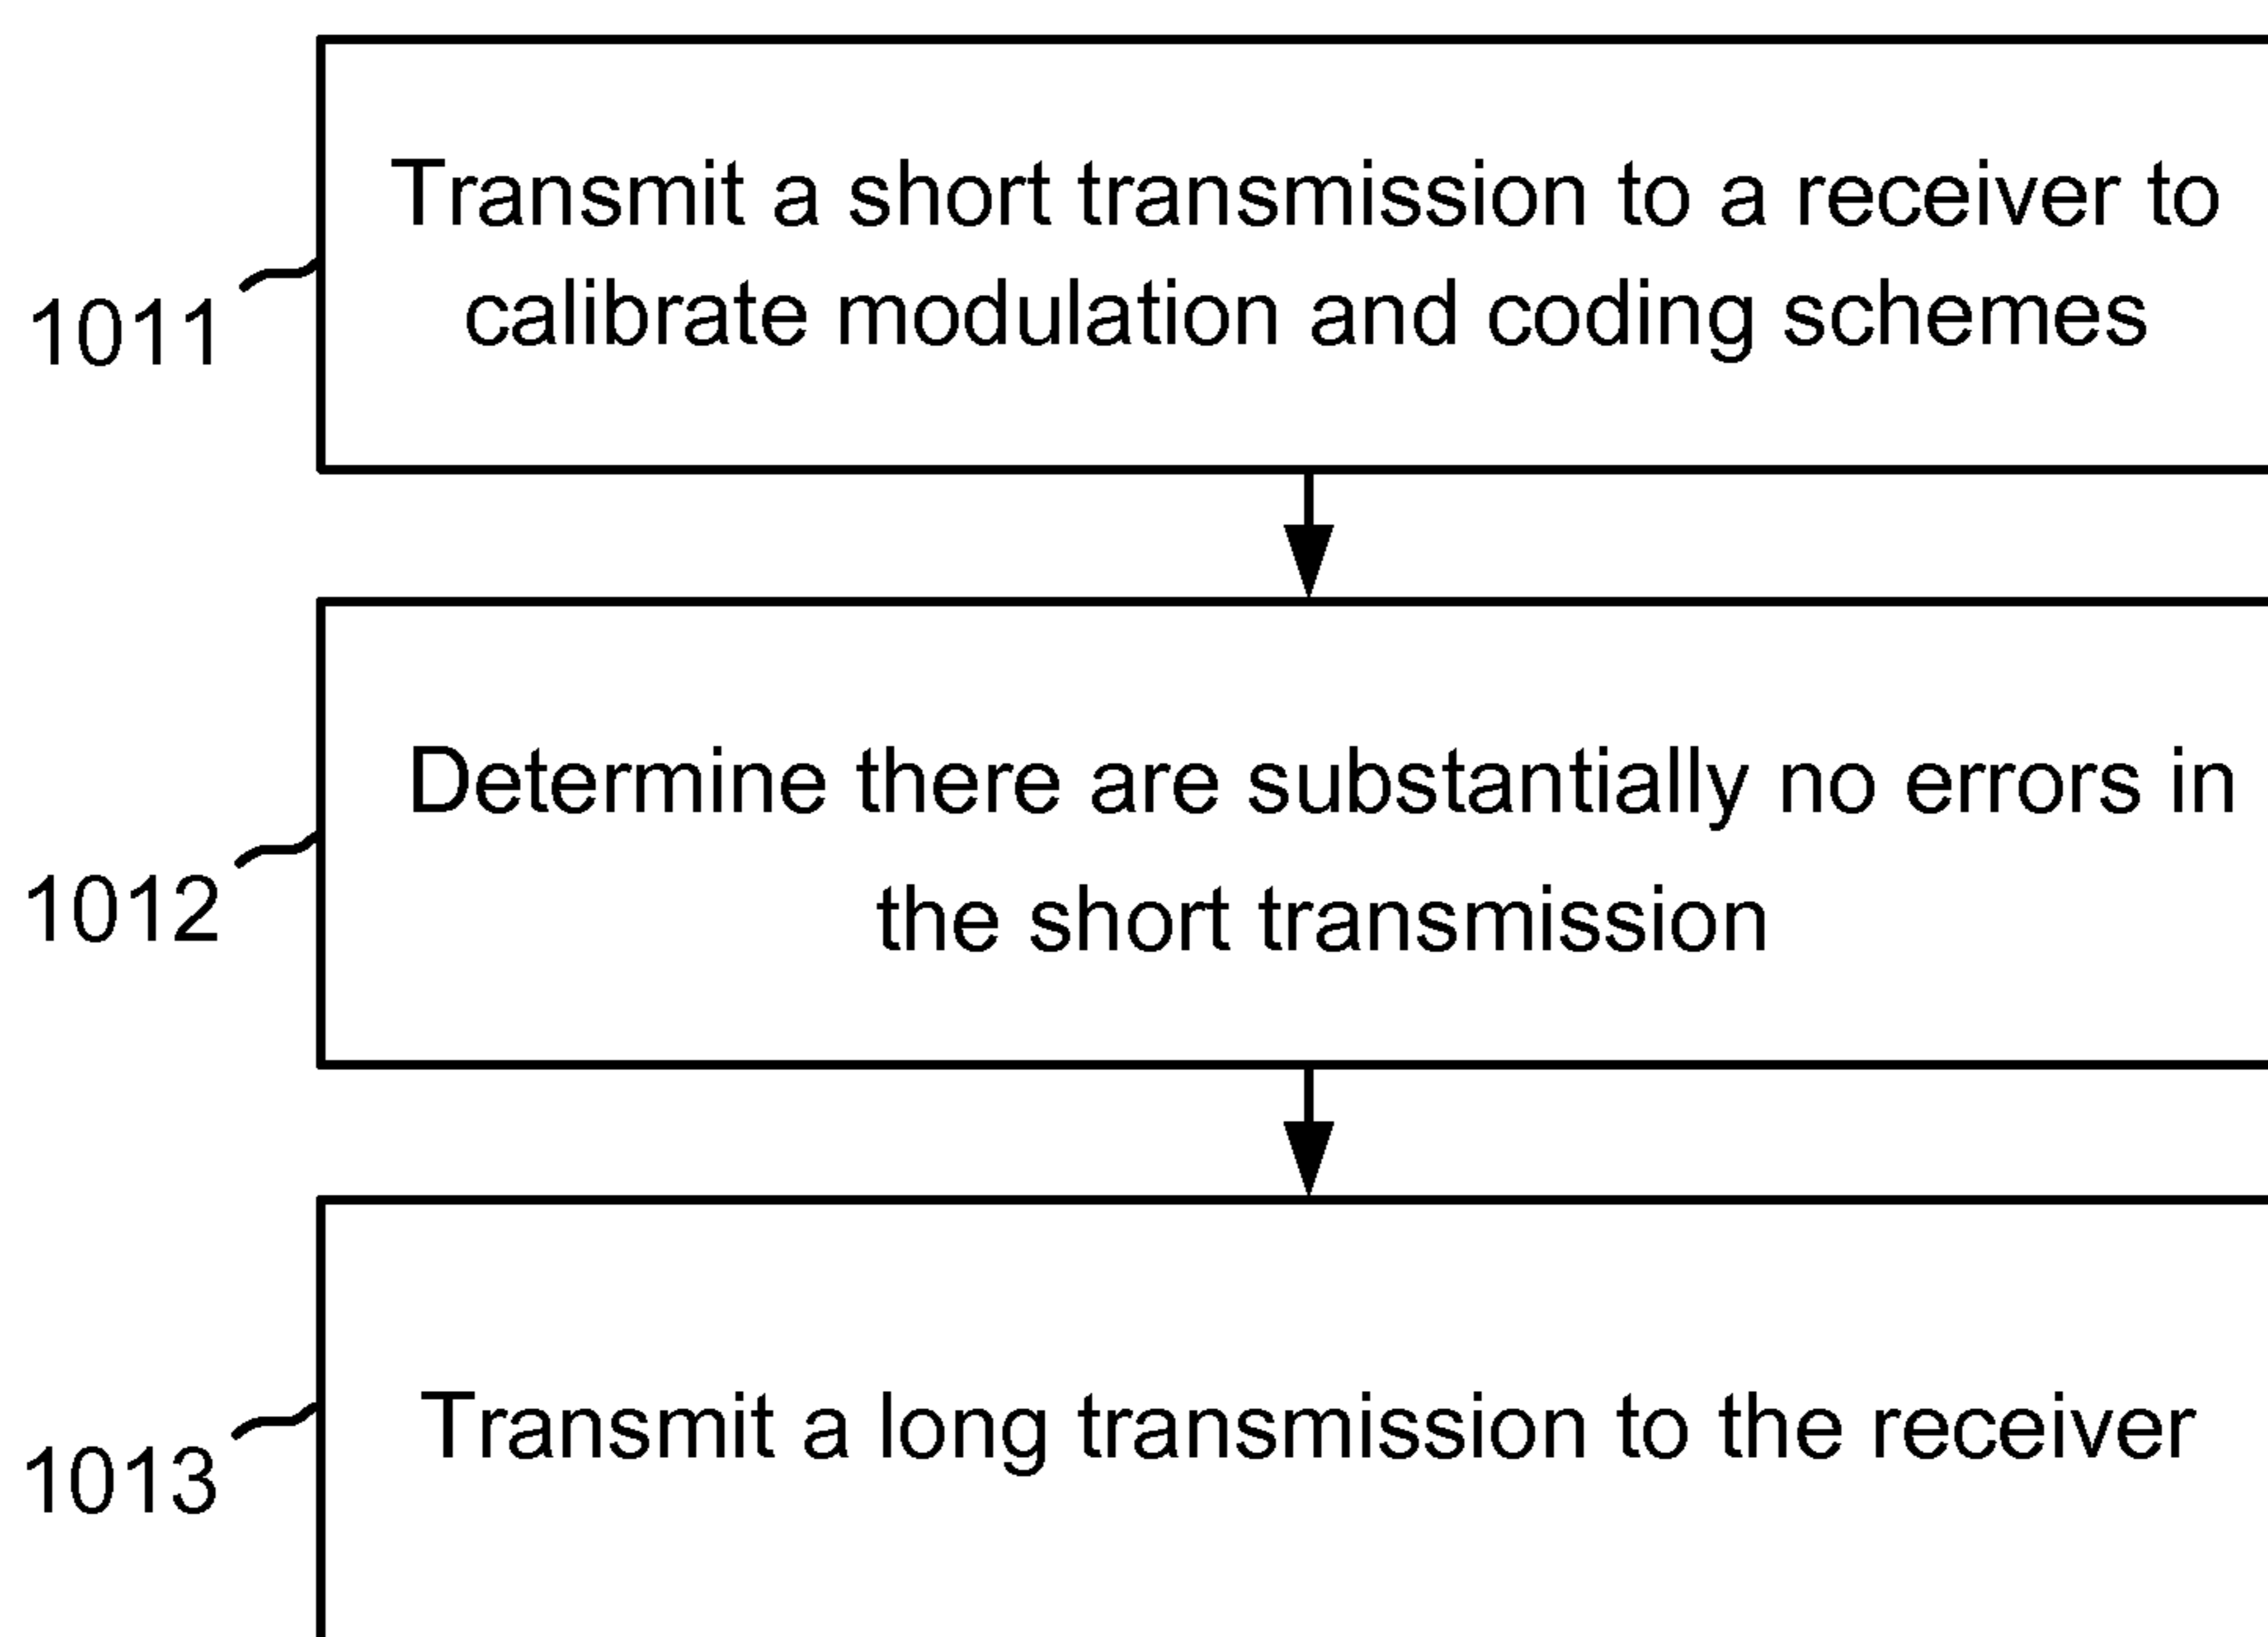 Transmit a short transmission to a receiver to
calibrate modulation and coding schemes
1011
Determine there are substantially no errors in
the short transmission
1012
Transmit a long transmission to the receiver
1013